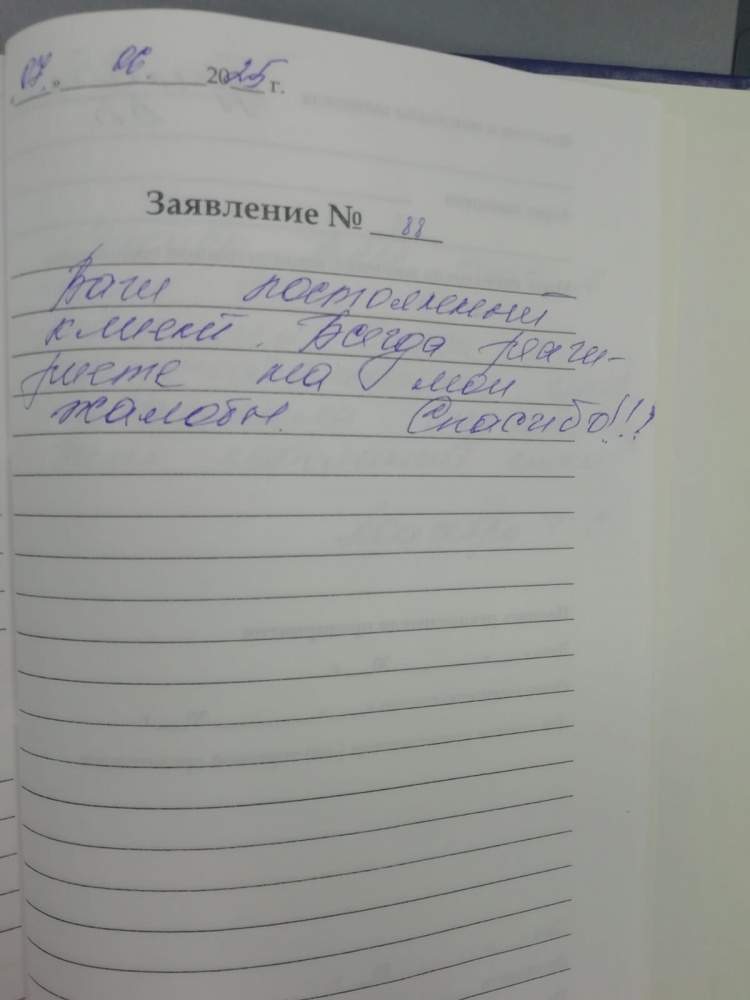 07. 06. 2025 г.
Заявление № 88
Ваш постоянный
клиент. Всегда реаги-
руете на мои
жалобы. Спасибо!!!